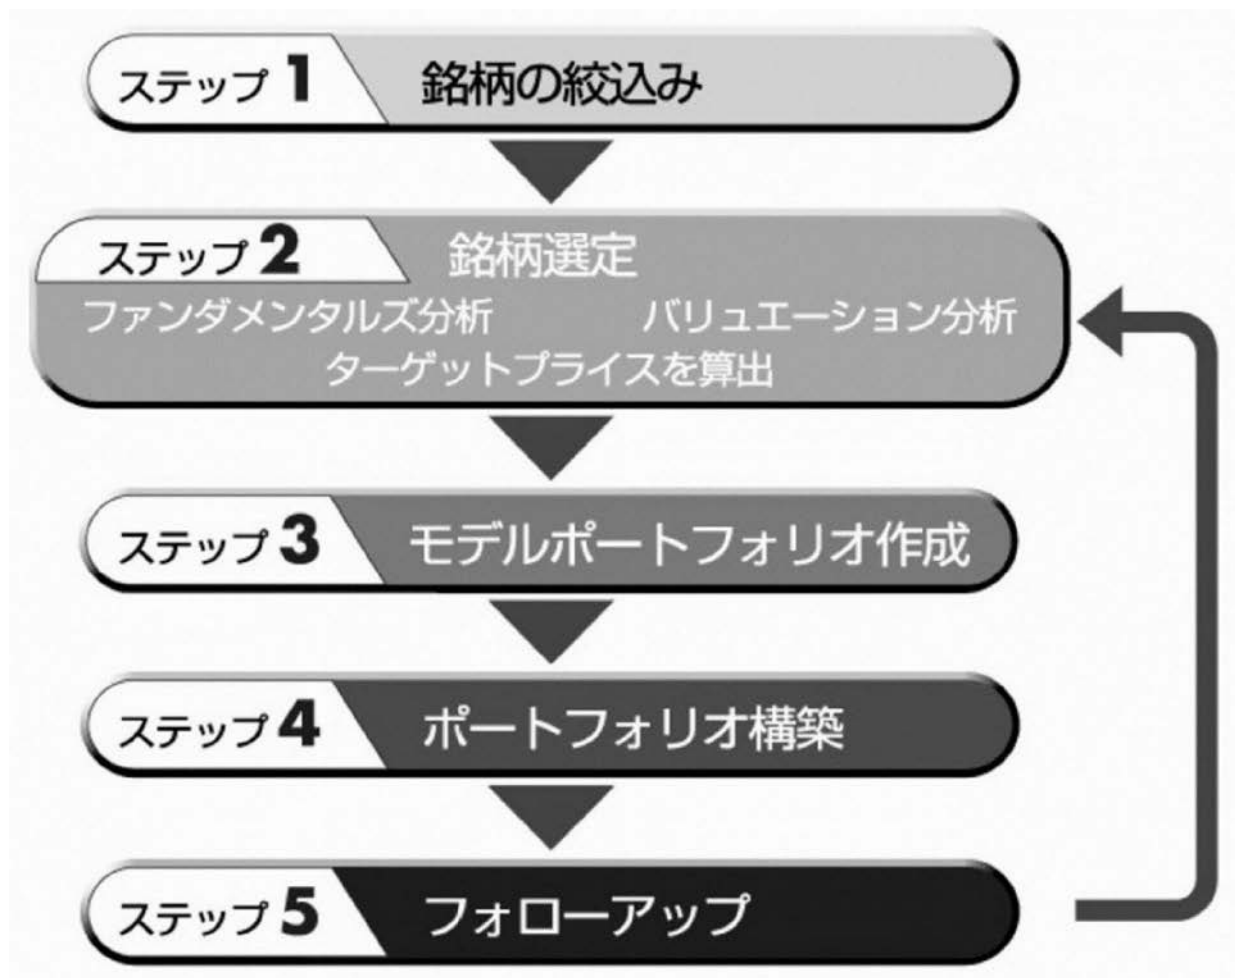 ステップ1 銘柄の絞込み
ステップ2 銘柄選定
ファンダメンタルズ分析 バリュエーション分析
ターゲットプライスを算出
ステップ3 モデルポートフォリオ作成
ステップ4 ポートフォリオ構築
ステップ5 フォローアップ